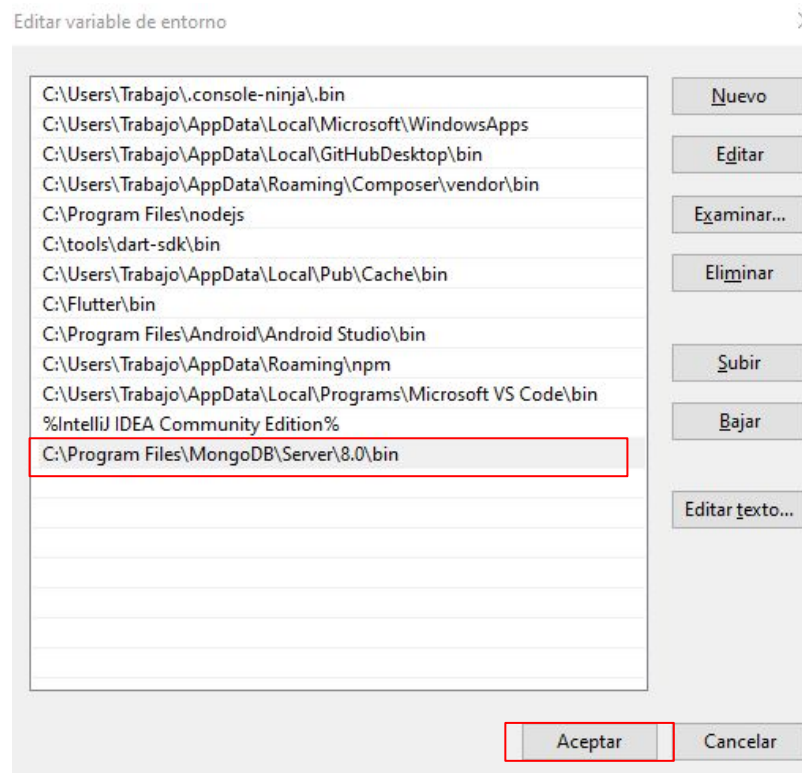 Editar variable de entorno
C:\Users\Trabajo\.console-ninja\.bin
C:\Users\Trabajo\AppData\Local\Microsoft\WindowsApps
C:\Users\Trabajo\AppData\Local\GitHubDesktop\bin
C:\Users\Trabajo\AppData\Roaming\Composer\vendor\bin
C:\Program Files\nodejs
C:\tools\dart-sdk\bin
C:\Users\Trabajo\AppData\Local\Pub\Cache\bin
C:\Flutter\bin
C:\Program Files\Android\Android Studio\bin
C:\Users\Trabajo\AppData\Roaming\npm
C:\Users\Trabajo\AppData\Local\Programs\Microsoft VS Code\bin
%IntelliJ IDEA Community Edition%
C:\Program Files\MongoDB\Server\8.0\bin
Nuevo
Editar
Examinar...
Eliminar
Subir
Bajar
Editar texto...
Aceptar
Cancelar